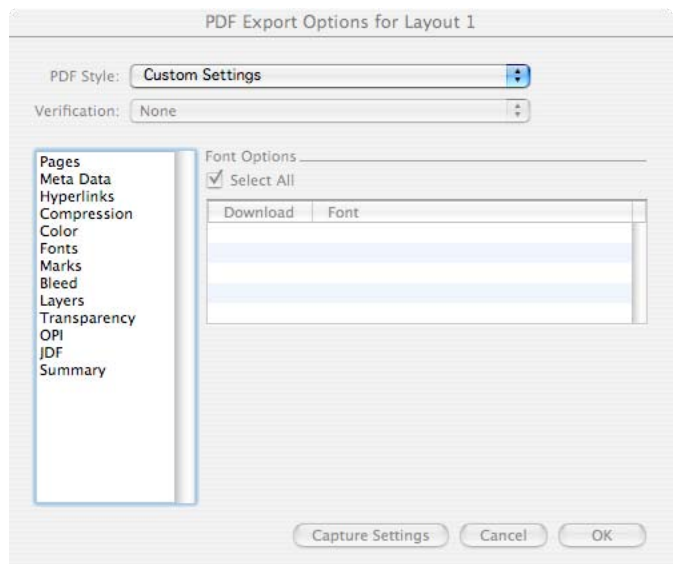 PDF Export Options for Layout 1
PDF Style: Custom Settings
Verification: None
Pages
Meta Data
Hyperlinks
Compression
Color
Fonts
Marks
Bleed
Layers
Transparency
OPI
JDF
Summary
Font Options
Select All
Download Font
Capture Settings Cancel OK